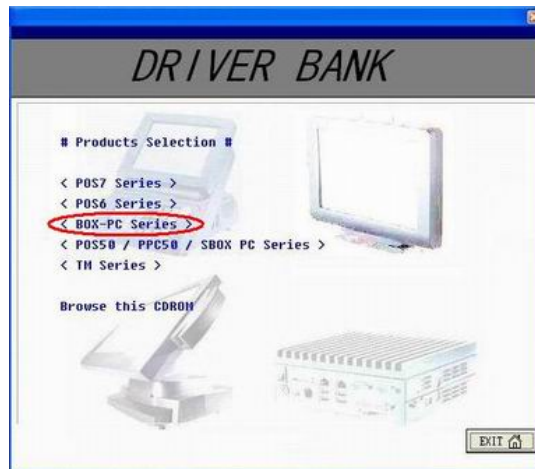 DRIVER BANK
# Products Selection #
< POS7 Series >
< POS6 Series >
< BOX-PC Series >
< POS50 / PPC50 / SBOX PC Series >
< TM Series >
Browse this CDROM
EXIT